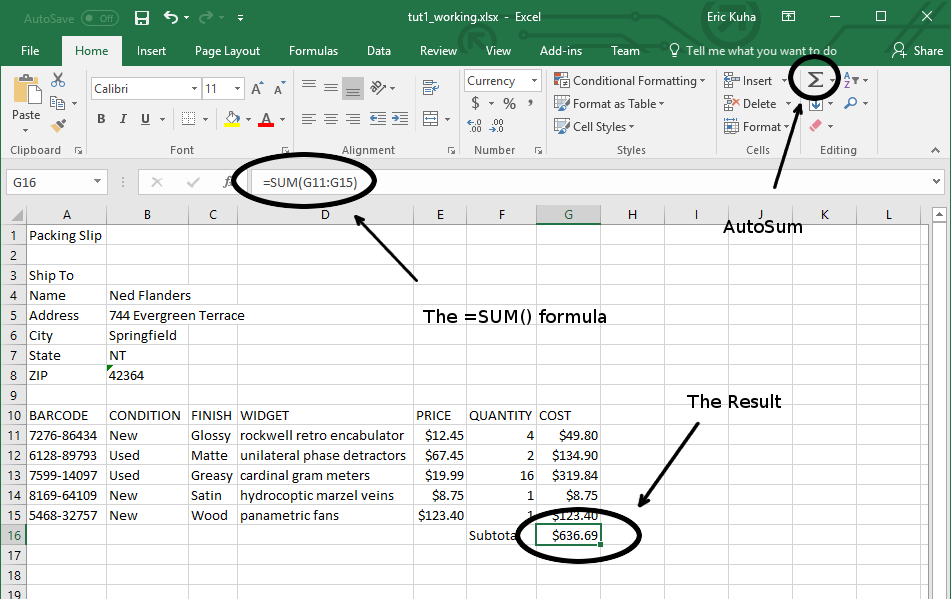 AutoSave Off tut1_working.xlsx - Excel Eric Kuha
File Home Insert Page Layout Formulas Data Review View Add-ins Team Tell me what you want to do Share
Paste
Clipboard
Calibri 11
B I U A
Font
Alignment
Currency
$ % ,
Number
Conditional Formatting
Format as Table
Cell Styles
Styles
Insert
Delete
Format
Cells
Σ
Editing
G16 =SUM(G11:G15)
A B C D E F G H I J K L
AutoSum
1 Packing Slip
2
3 Ship To
4 Name Ned Flanders
5 Address 744 Evergreen Terrace
The =SUM() formula
6 City Springfield
7 State NT
8 ZIP 42364
9
The Result
10 BARCODE CONDITION FINISH WIDGET PRICE QUANTITY COST
11 7276-86434 New Glossy rockwell retro encabulator $12.45 4 $49.80
12 6128-89793 Used Matte unilateral phase detractors $67.45 2 $134.90
13 7599-14097 Used Greasy cardinal gram meters $19.99 16 $319.84
14 8169-64109 New Satin hydrocoptic marzel veins $8.75 1 $8.75
15 5468-32757 New Wood panametric fans $123.40 1 $123.40
16 Subtotal $636.69
17
18
19